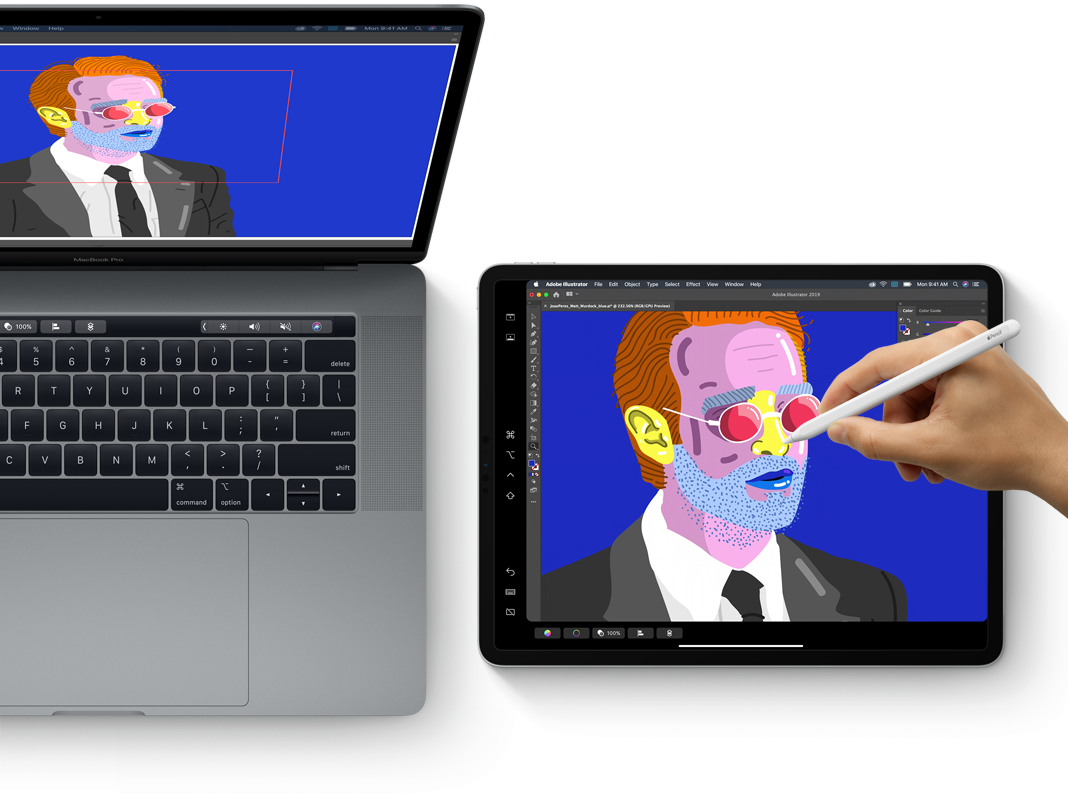 Window Help Mon 9:41 AM
MacBook Pro
100%
$ % ^ & * ( ) — +
4 5 6 7 8 9 0 - = delete
R T Y U I O P { [ } ] | \
F G H J K L : ; " ' return
C V B N M < , > . ? / shift
⌘ ⌥
command option
Adobe Illustrator File Edit Object Type Select Effect View Window Help Mon 9:41 AM
Adobe Illustrator 2019
× JosePerez_Matt_Murdock_blue.ai* @ 232.50% (RGB/GPU Preview)
Color Color Guide
R
G
Pencil
100%